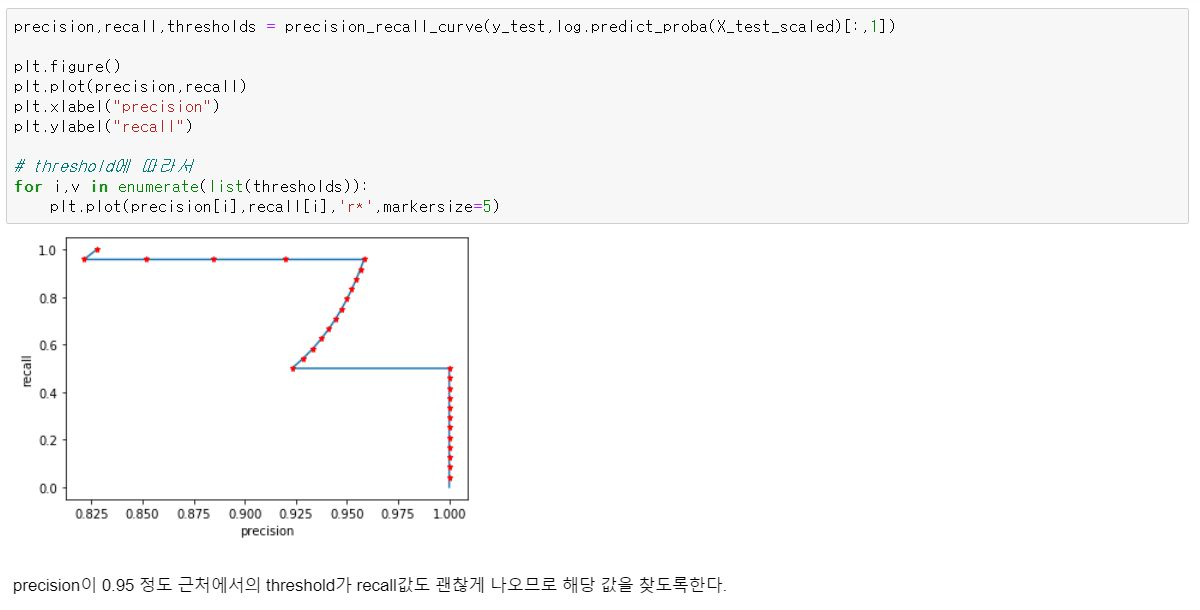 precision,recall,thresholds = precision_recall_curve(y_test,log.predict_proba(X_test_scaled)[:,1])
plt.figure()
plt.plot(precision,recall)
plt.xlabel("precision")
plt.ylabel("recall")
# threshold에 따라서
for i,v in enumerate(list(thresholds)):
    plt.plot(precision[i],recall[i],'r*',markersize=5)
1.0
0.8
0.6
0.4
0.2
0.0
recall
0.825 0.850 0.875 0.900 0.925 0.950 0.975 1.000
precision
precision이 0.95 정도 근처에서의 threshold가 recall값도 괜찮게 나오므로 해당 값을 찾도록한다.